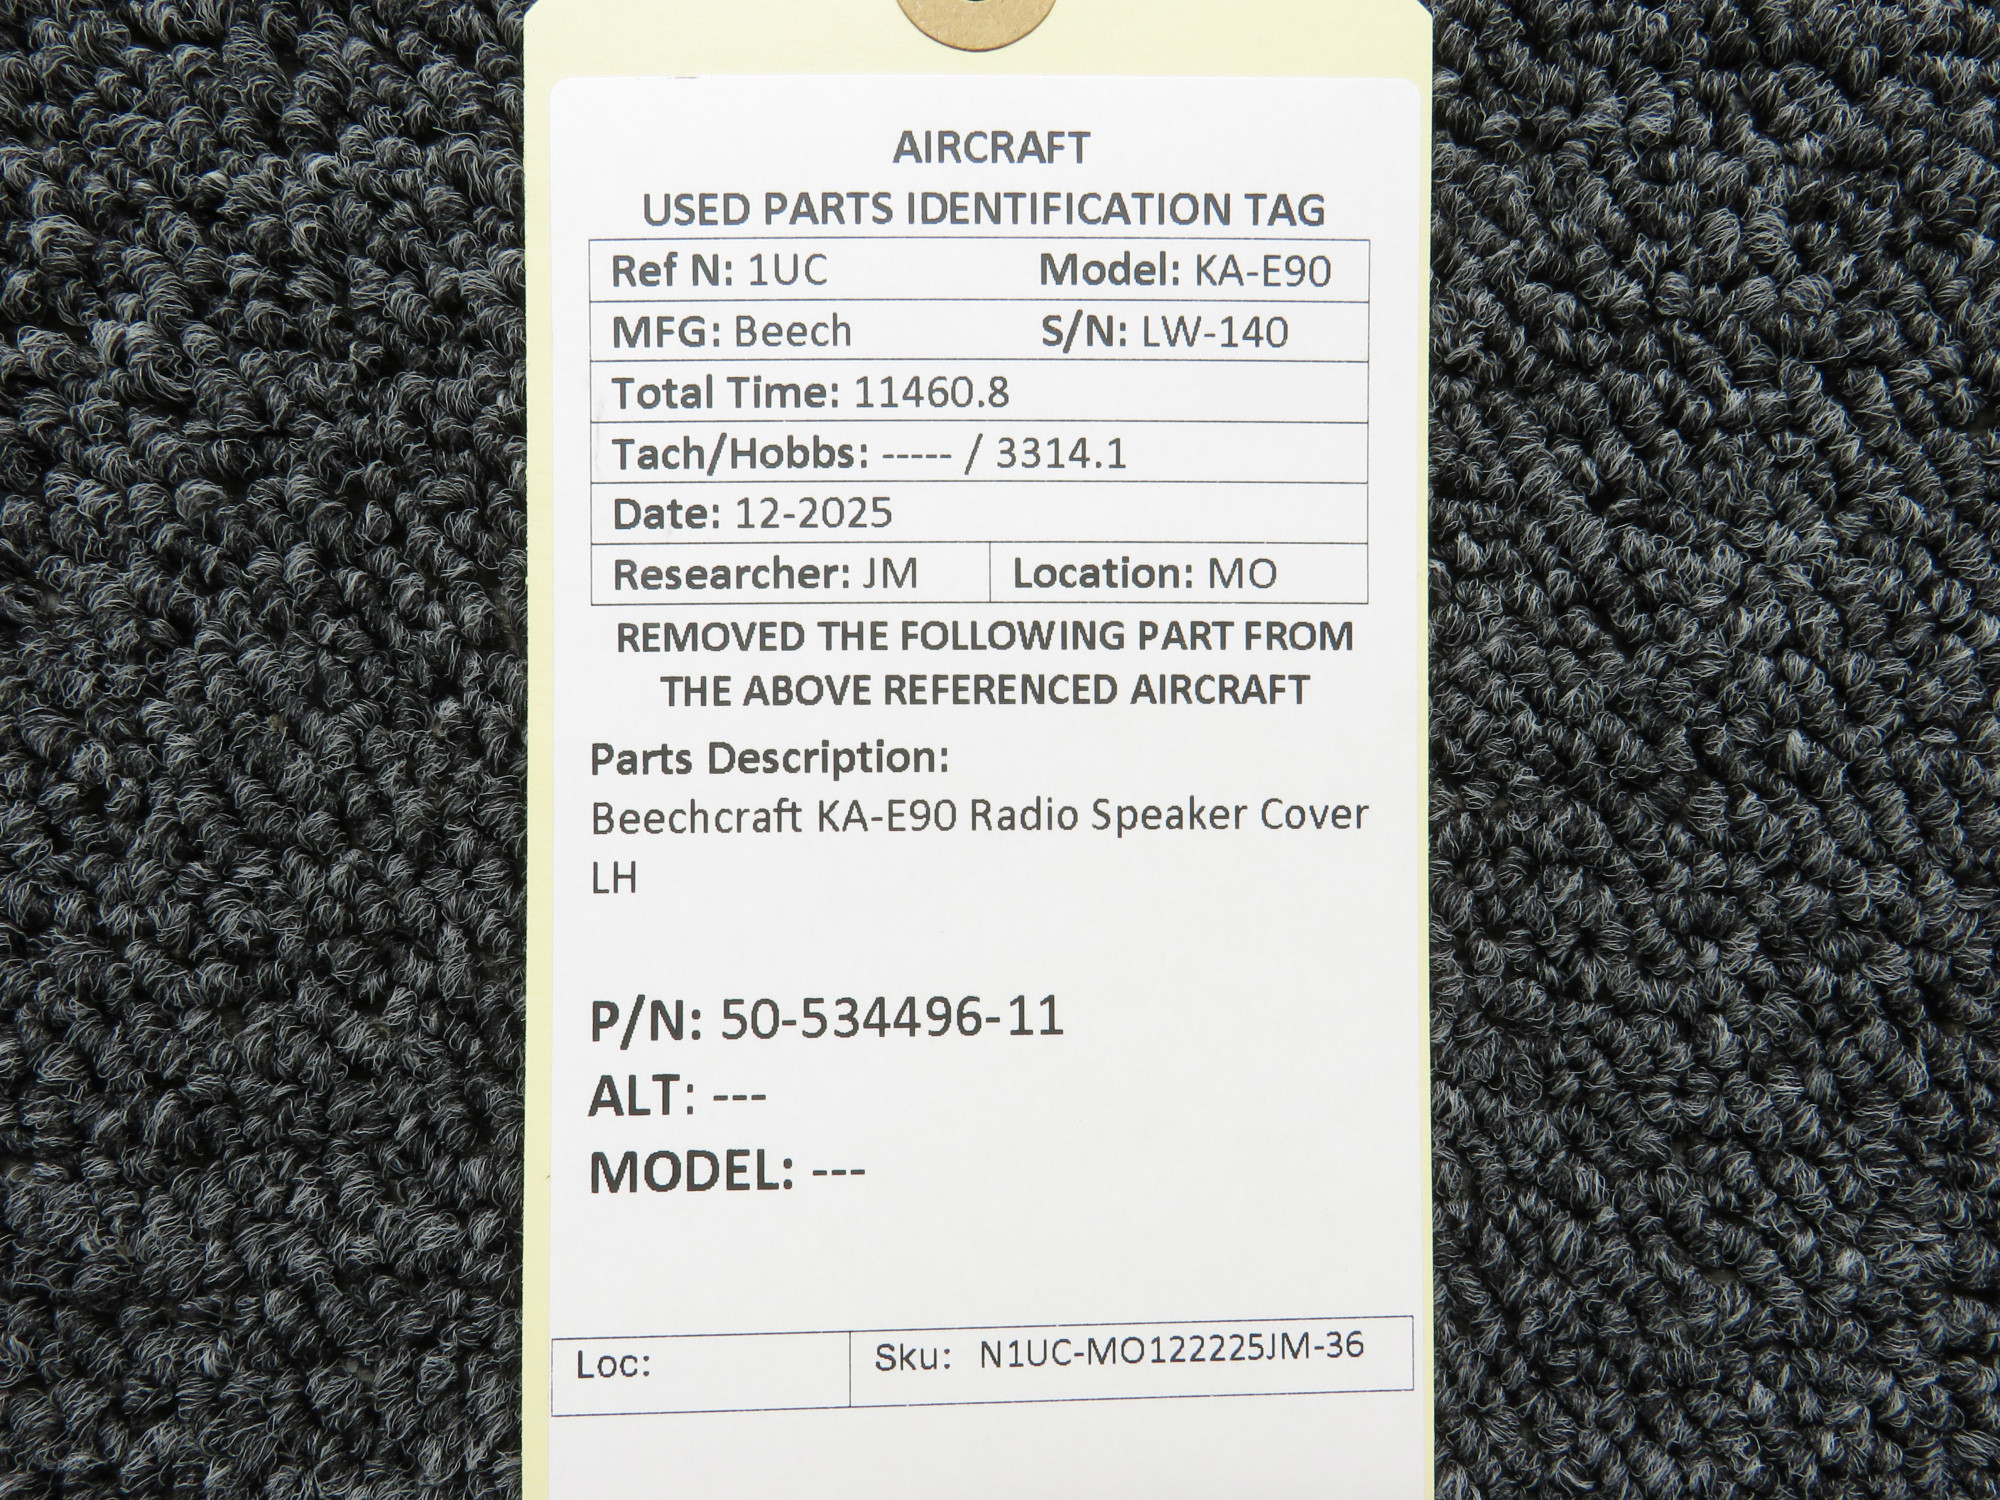 AIRCRAFT
USED PARTS IDENTIFICATION TAG
Ref N: 1UC Model: KA-E90
MFG: Beech S/N: LW-140
Total Time: 11460.8
Tach/Hobbs: ----- / 3314.1
Date: 12-2025
Researcher: JM Location: MO
REMOVED THE FOLLOWING PART FROM
THE ABOVE REFERENCED AIRCRAFT
Parts Description:
Beechcraft KA-E90 Radio Speaker Cover
LH
P/N: 50-534496-11
ALT: ---
MODEL: ---
Loc: Sku: N1UC-MO122225JM-36